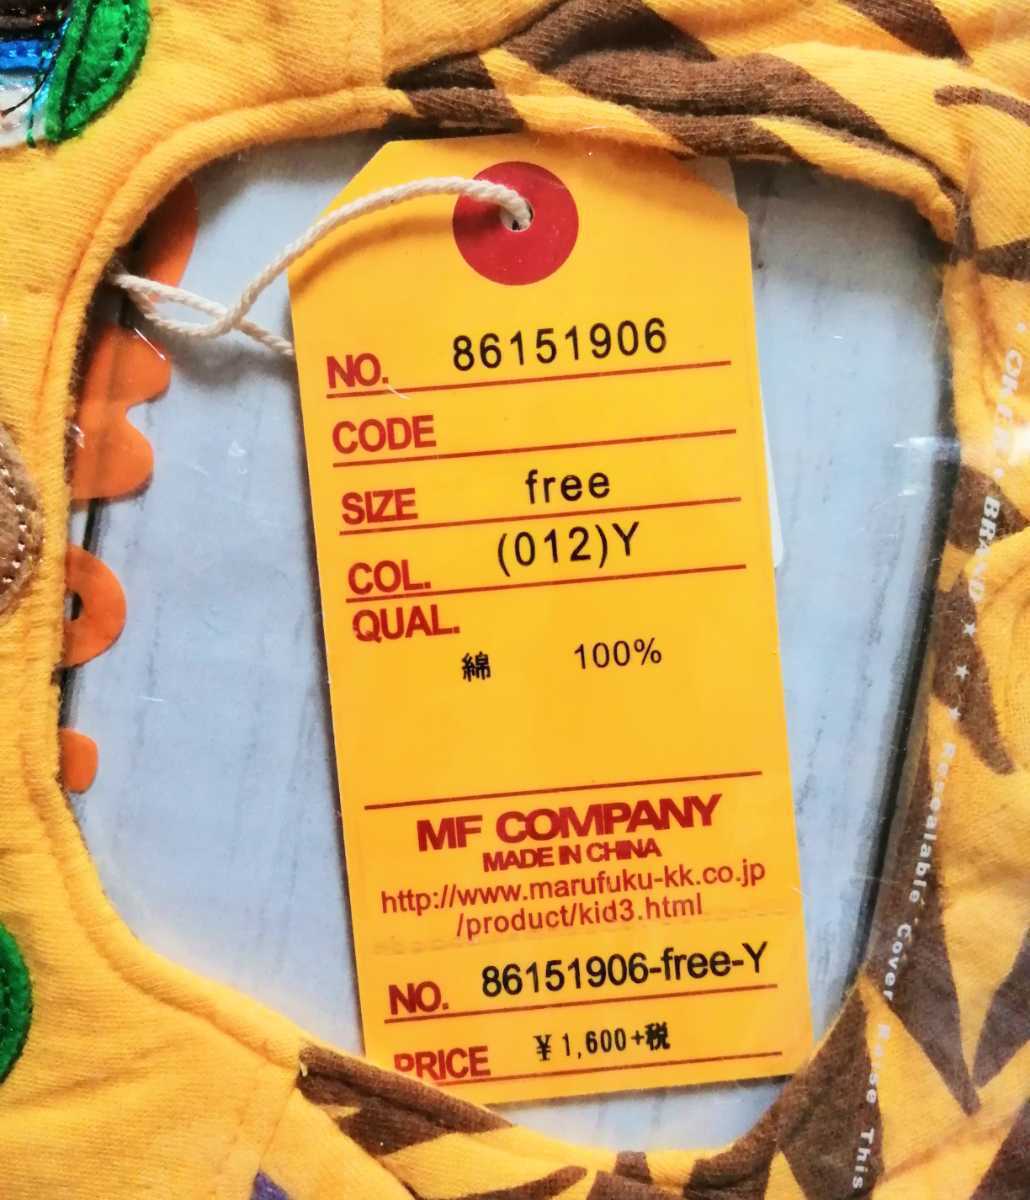 NO. 86151906
CODE
SIZE free
COL. (012)Y
QUAL.
綿 100%
MF COMPANY
MADE IN CHINA
http://www.marufuku-kk.co.jp
/product/kid3.html
NO. 86151906-free-Y
PRICE ¥1,600+税
BRAND ★ ★ ★ ★ Resealable Cover This